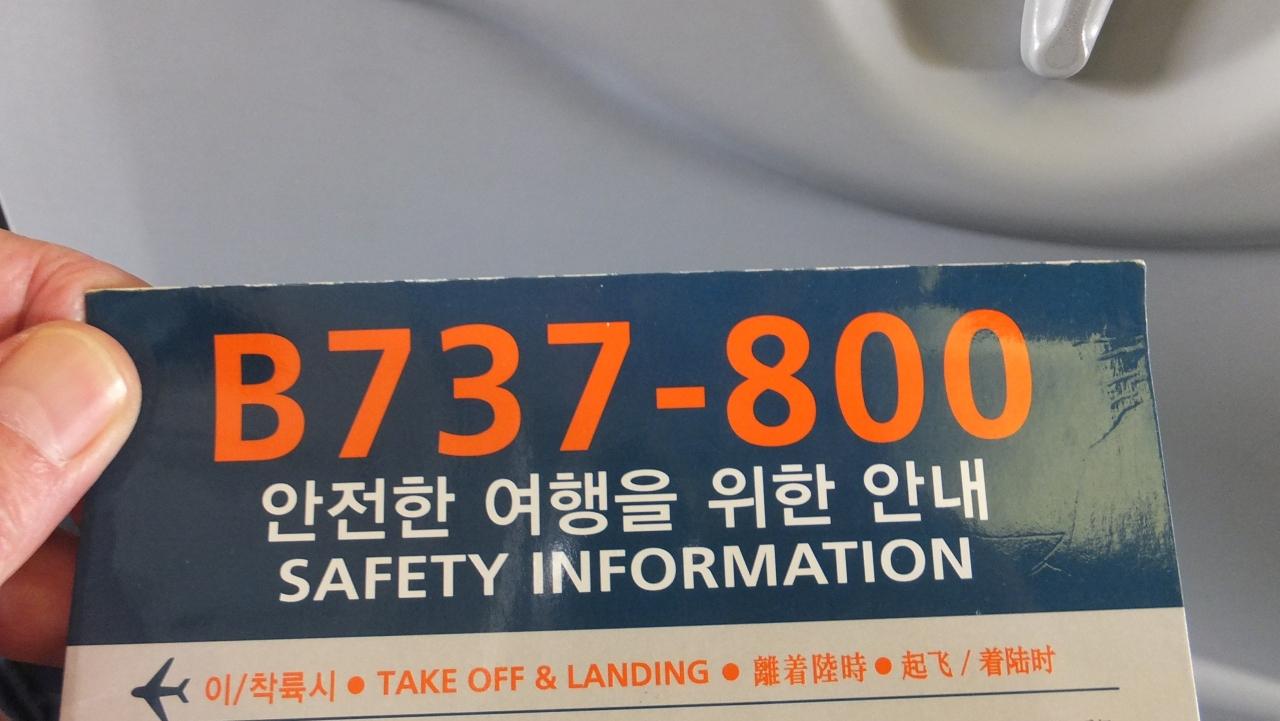 B737-800
안전한 여행을 위한 안내
SAFETY INFORMATION
이/착륙시 ● TAKE OFF & LANDING ● 離着陸時 ● 起飞 / 着陆时